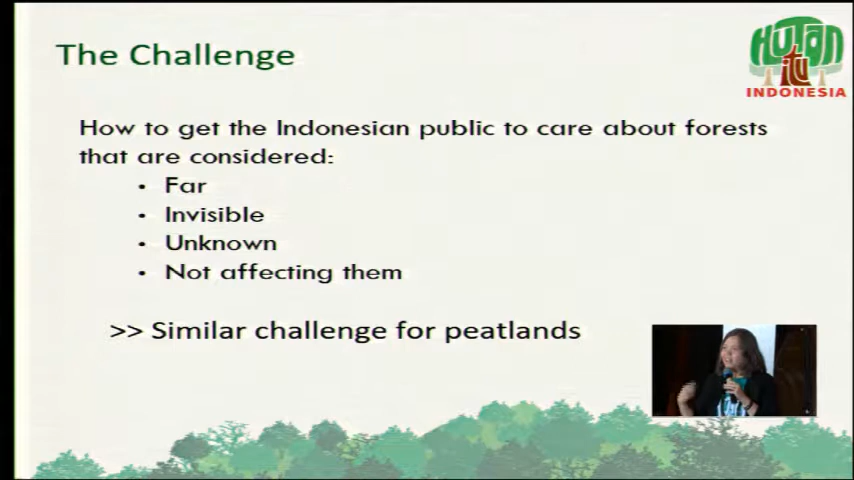 The Challenge
HUTAN
itu
INDONESIA
How to get the Indonesian public to care about forests
that are considered:
• Far
• Invisible
• Unknown
• Not affecting them
>> Similar challenge for peatlands